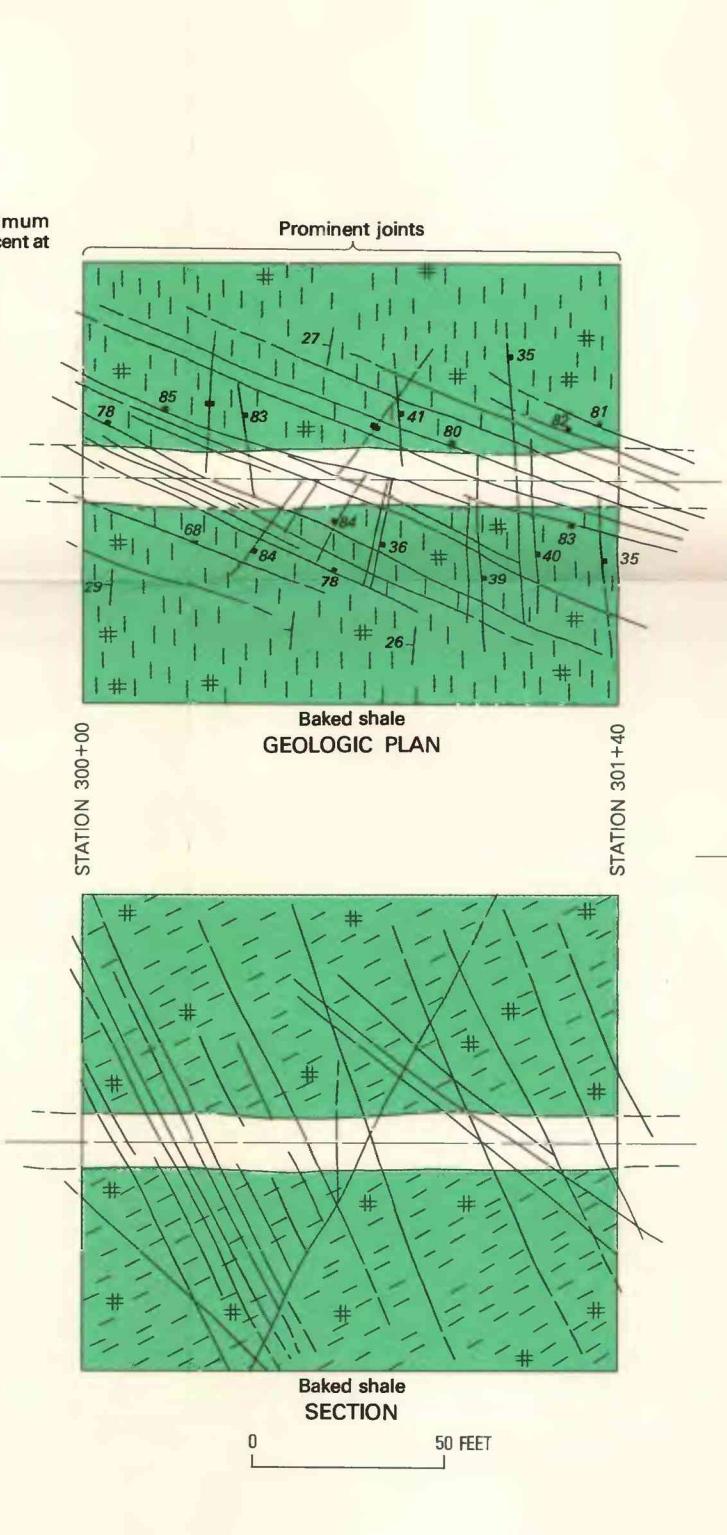 mum
cent at
Prominent joints
27
35
85
78
83
41
80
82
81
68
84
84
36
78
83
40
39
35
29
26
Baked shale
GEOLOGIC PLAN
STATION 300+00
STATION 301+40
Baked shale
SECTION
0 50 FEET